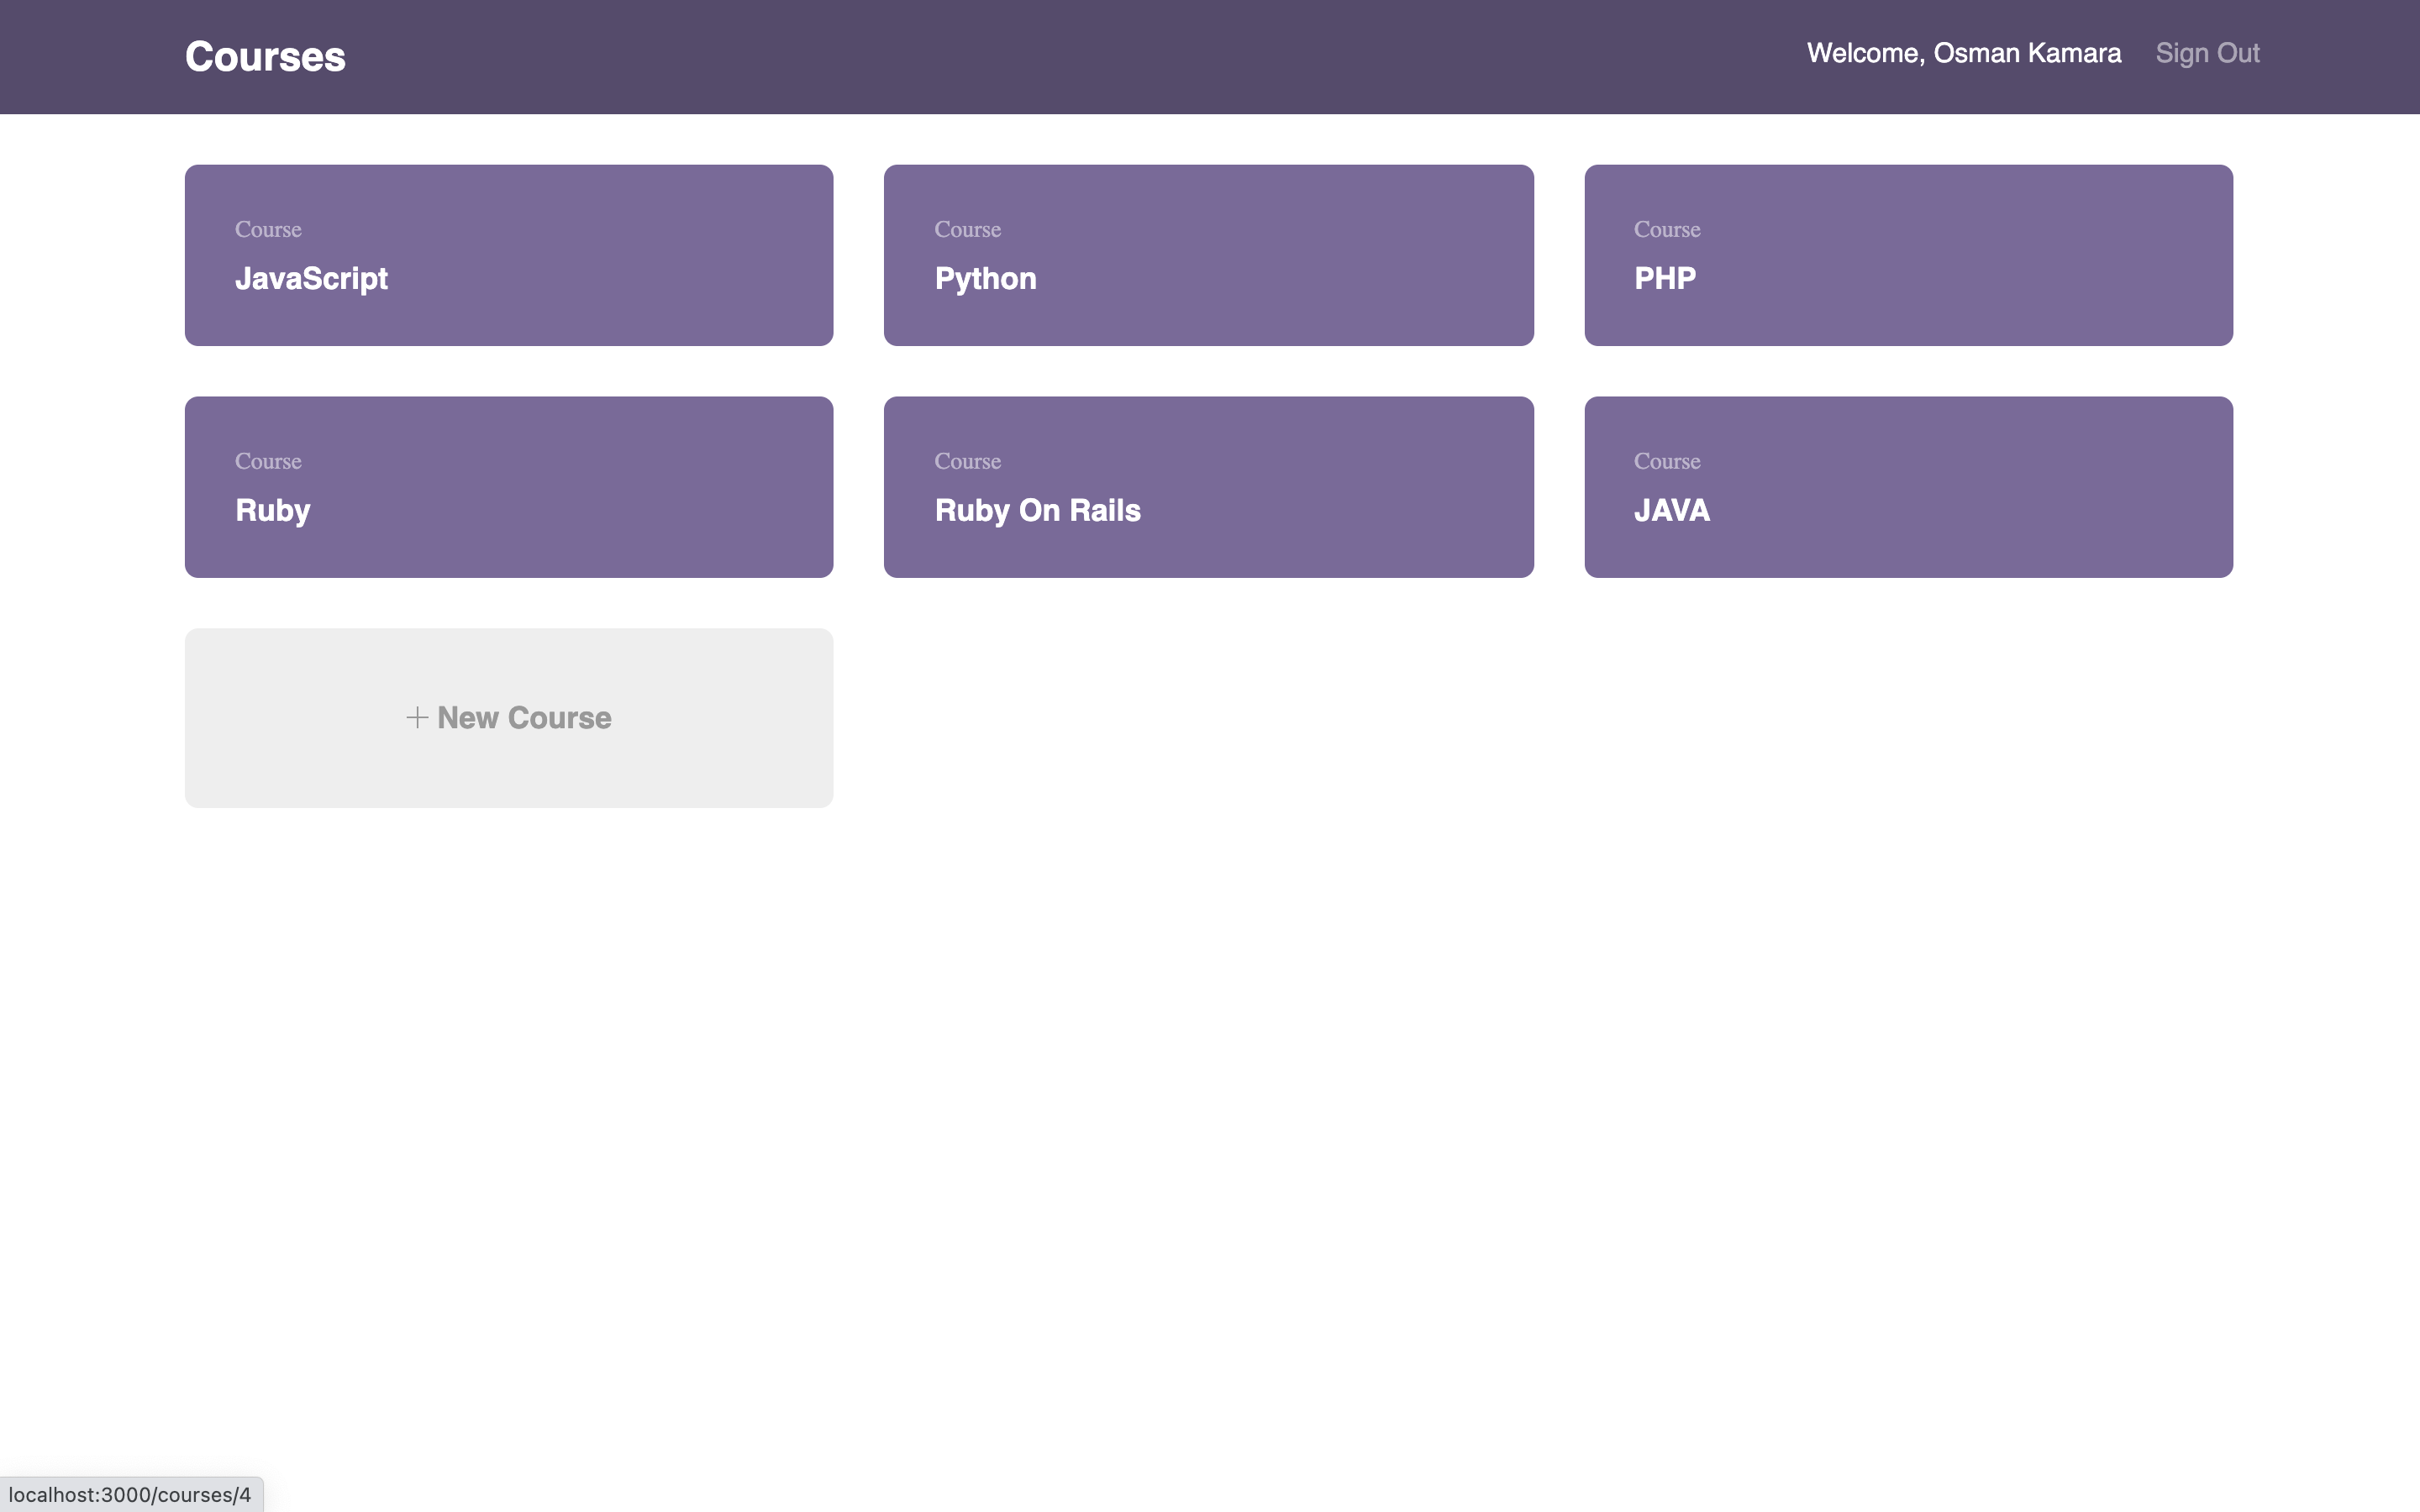 Courses
Welcome, Osman Kamara Sign Out
Course
JavaScript
Course
Python
Course
PHP
Course
Ruby
Course
Ruby On Rails
Course
JAVA
+ New Course
localhost:3000/courses/4